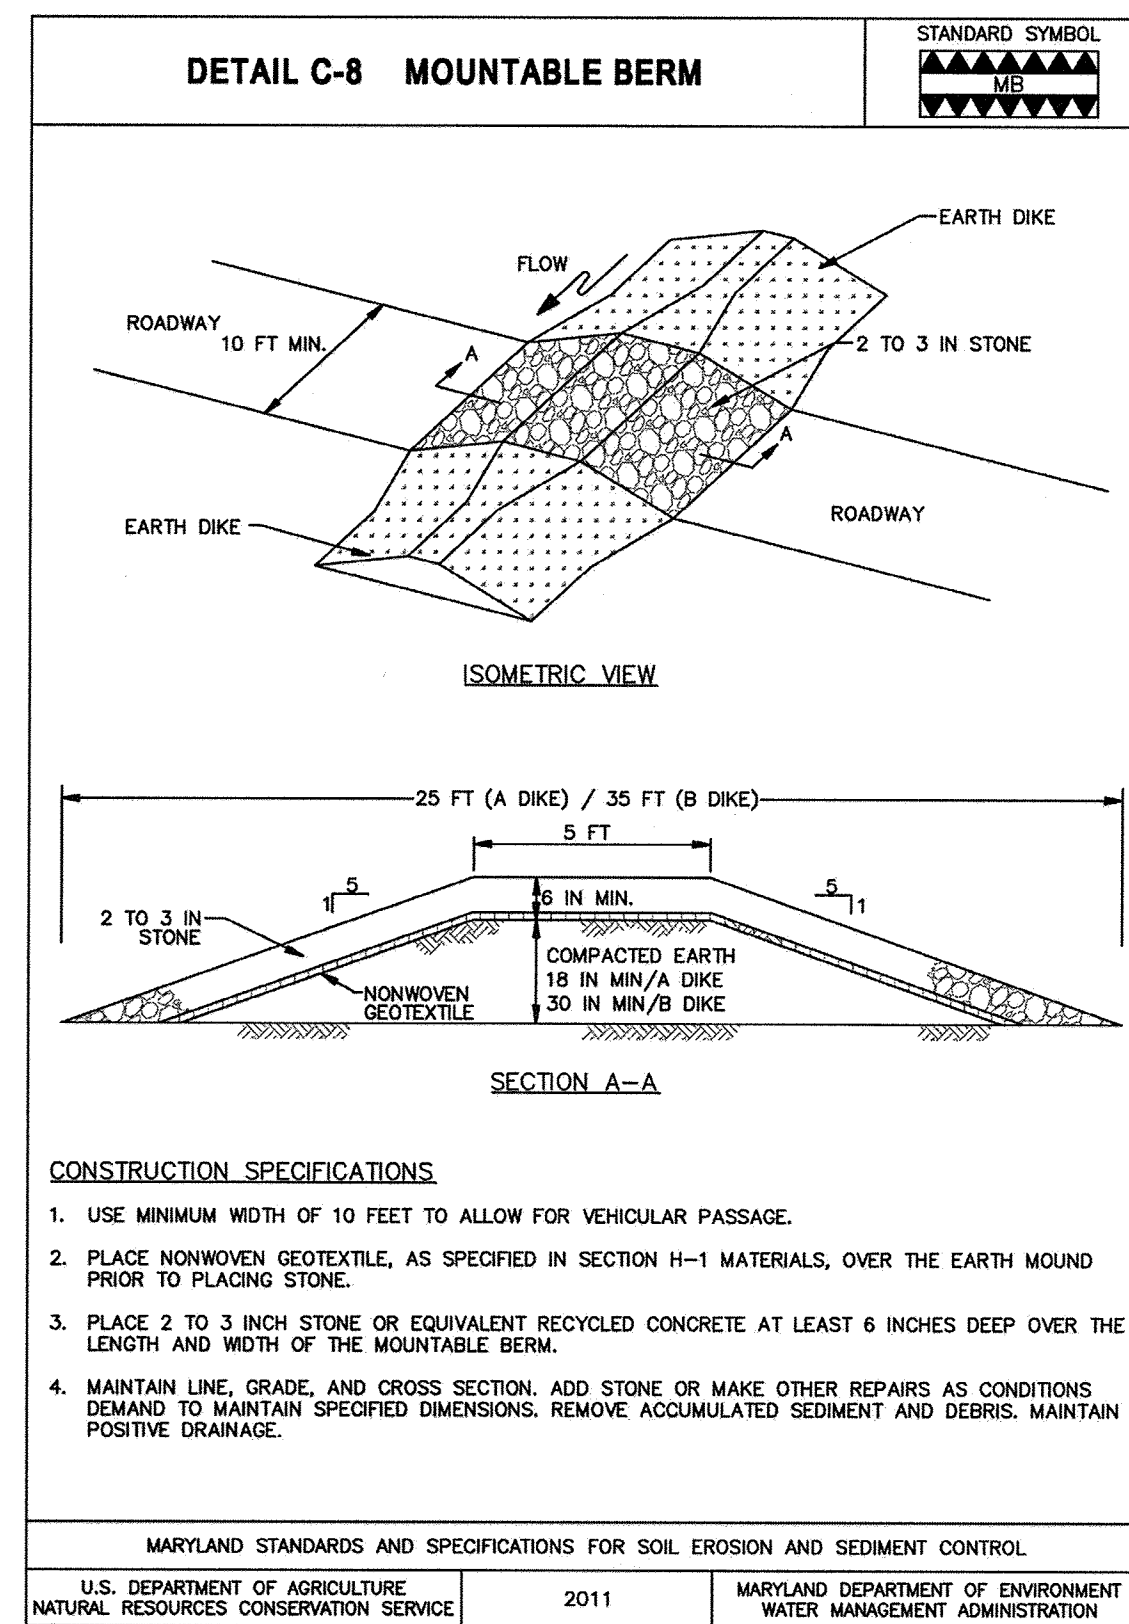 DETAIL C-8 MOUNTABLE BERM
STANDARD SYMBOL
MB
EARTH DIKE
FLOW
ROADWAY
10 FT MIN.
A
2 TO 3 IN STONE
A
EARTH DIKE
ROADWAY
ISOMETRIC VIEW
25 FT (A DIKE) / 35 FT (B DIKE)
5 FT
5
1
6 IN MIN.
5
1
2 TO 3 IN
STONE
COMPACTED EARTH
18 IN MIN/A DIKE
30 IN MIN/B DIKE
NONWOVEN
GEOTEXTILE
SECTION A-A
CONSTRUCTION SPECIFICATIONS
1. USE MINIMUM WIDTH OF 10 FEET TO ALLOW FOR VEHICULAR PASSAGE.
2. PLACE NONWOVEN GEOTEXTILE, AS SPECIFIED IN SECTION H-1 MATERIALS, OVER THE EARTH MOUND
PRIOR TO PLACING STONE.
3. PLACE 2 TO 3 INCH STONE OR EQUIVALENT RECYCLED CONCRETE AT LEAST 6 INCHES DEEP OVER THE
LENGTH AND WIDTH OF THE MOUNTABLE BERM.
4. MAINTAIN LINE, GRADE, AND CROSS SECTION. ADD STONE OR MAKE OTHER REPAIRS AS CONDITIONS
DEMAND TO MAINTAIN SPECIFIED DIMENSIONS. REMOVE ACCUMULATED SEDIMENT AND DEBRIS. MAINTAIN
POSITIVE DRAINAGE.
MARYLAND STANDARDS AND SPECIFICATIONS FOR SOIL EROSION AND SEDIMENT CONTROL
U.S. DEPARTMENT OF AGRICULTURE
NATURAL RESOURCES CONSERVATION SERVICE
2011
MARYLAND DEPARTMENT OF ENVIRONMENT
WATER MANAGEMENT ADMINISTRATION